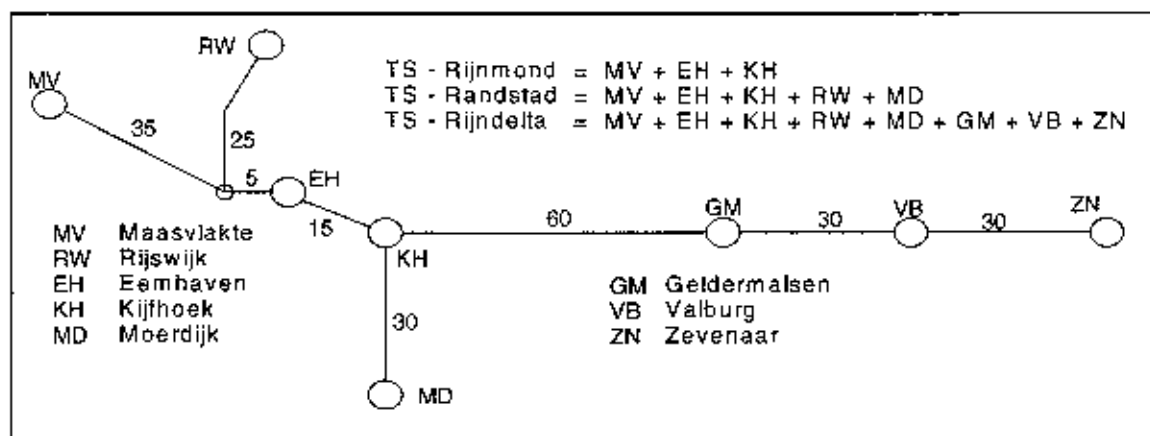 RW
MV
TS - Rijnmond = MV + EH + KH
TS - Randstad = MV + EH + KH + RW + MD
TS - Rijndelta = MV + EH + KH + RW + MD + GM + VB + ZN
35
25
5
EH
15
KH
60
GM
30
VB
30
ZN
MV Maasvlakte
RW Rijswijk
EH Eemhaven
KH Kijfhoek
MD Moerdijk
GM Geldermalsen
VB Valburg
ZN Zevenaar
30
MD